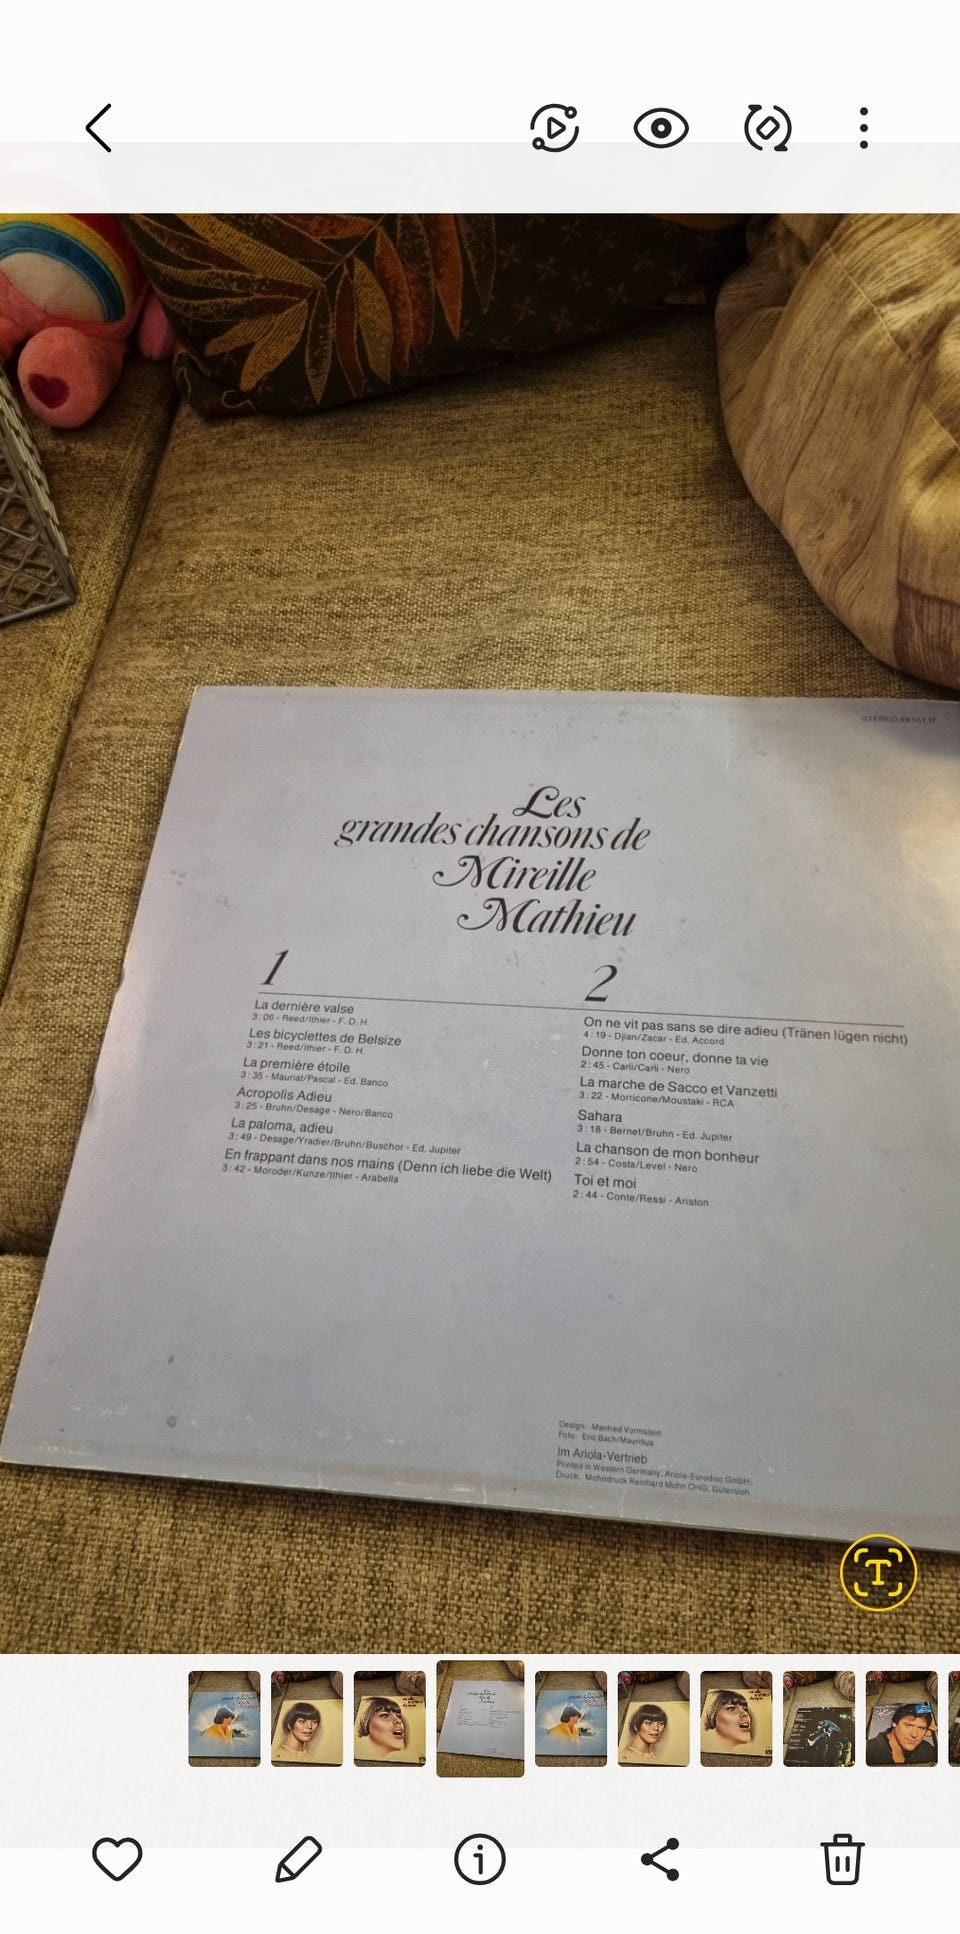 STEREO 89 161 IT
Les
grandes chansons de
Mireille
Mathieu
1
La dernière valse
3:06 - Reed/Ithier - F. D. H.
Les bicyclettes de Belsize
3:21 - Reed/Ithier - F. D. H.
La première étoile
3:35 - Mauriat/Pascal - Ed. Banco
Acropolis Adieu
3:25 - Bruhn/Desage - Nero/Banco
La paloma, adieu
3:49 - Desage/Yradier/Bruhn/Buschor - Ed. Jupiter
En frappant dans nos mains (Denn ich liebe die Welt)
3:42 - Moroder/Kunze/Ithier - Arabella
2
On ne vit pas sans se dire adieu (Tränen lügen nicht)
4:19 - Djian/Zacar - Ed. Accord
Donne ton coeur, donne ta vie
2:45 - Carli/Carli - Nero
La marche de Sacco et Vanzetti
3:22 - Morricone/Moustaki - RCA
Sahara
3:18 - Bernet/Bruhn - Ed. Jupiter
La chanson de mon bonheur
2:54 - Costa/Level - Nero
Toi et moi
2:44 - Conte/Ressi - Ariston
Design: Manfred Vormstein
Foto: Eric Bach/Mauritius
Im Ariola-Vertrieb
Printed in Western Germany, Ariola-Eurodisc GmbH.
Druck: Mohndruck Reinhard Mohn OHG, Gütersloh.
T